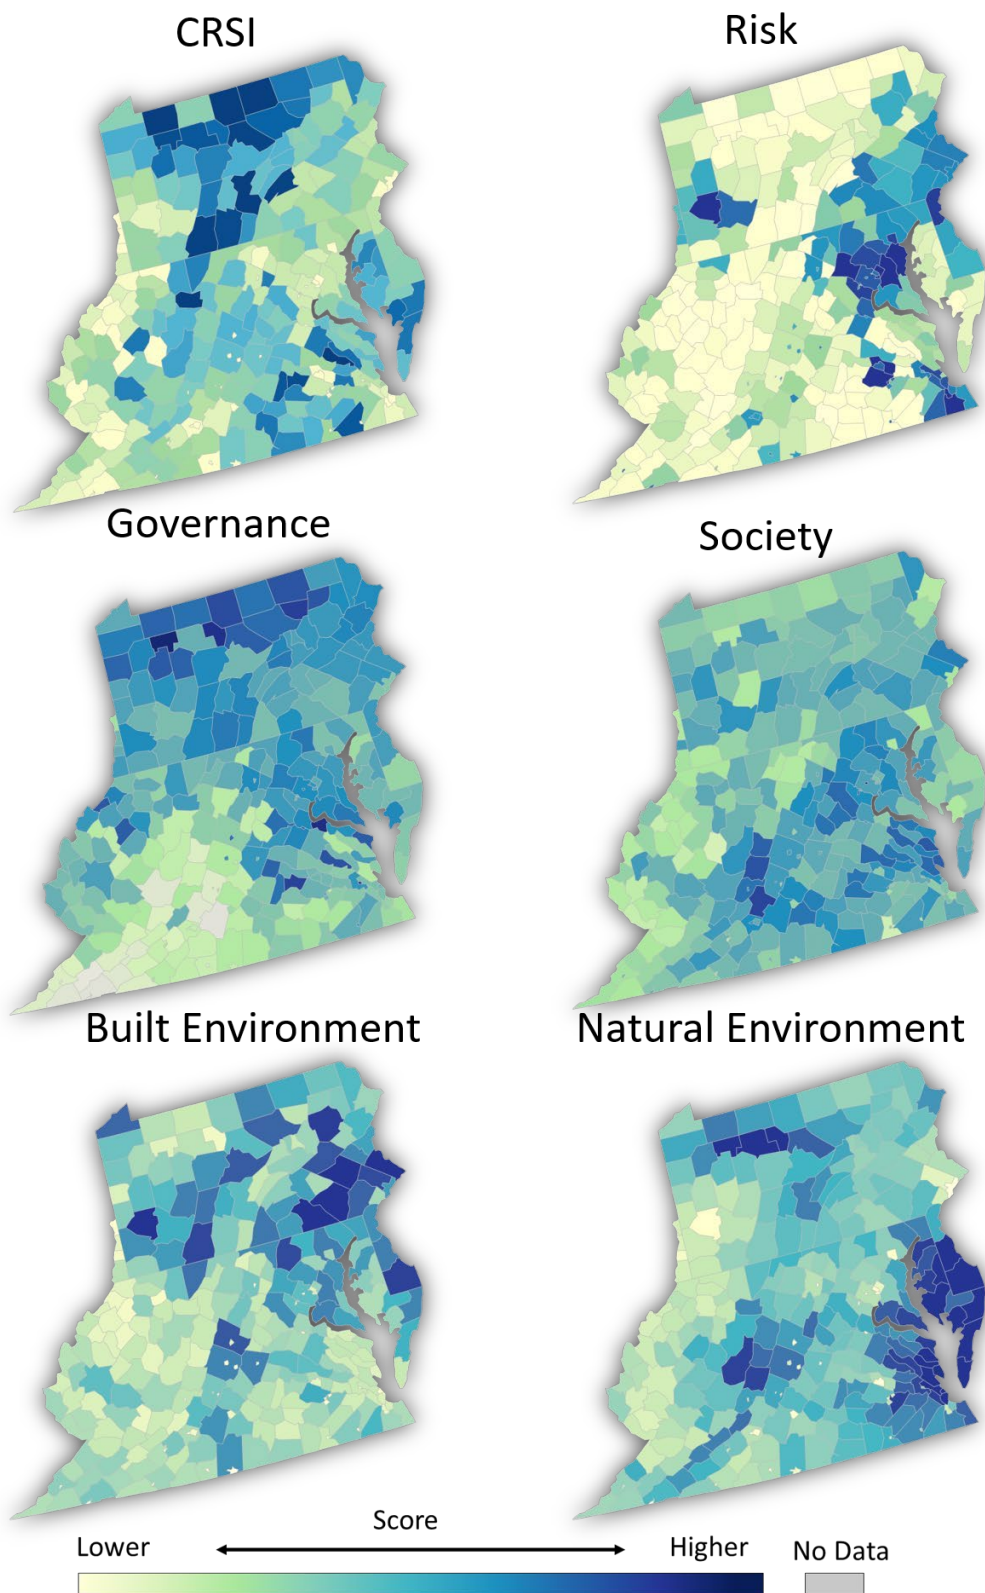 CRSI
Risk
Governance
Society
Built Environment
Natural Environment
Score
Lower
Higher
No Data